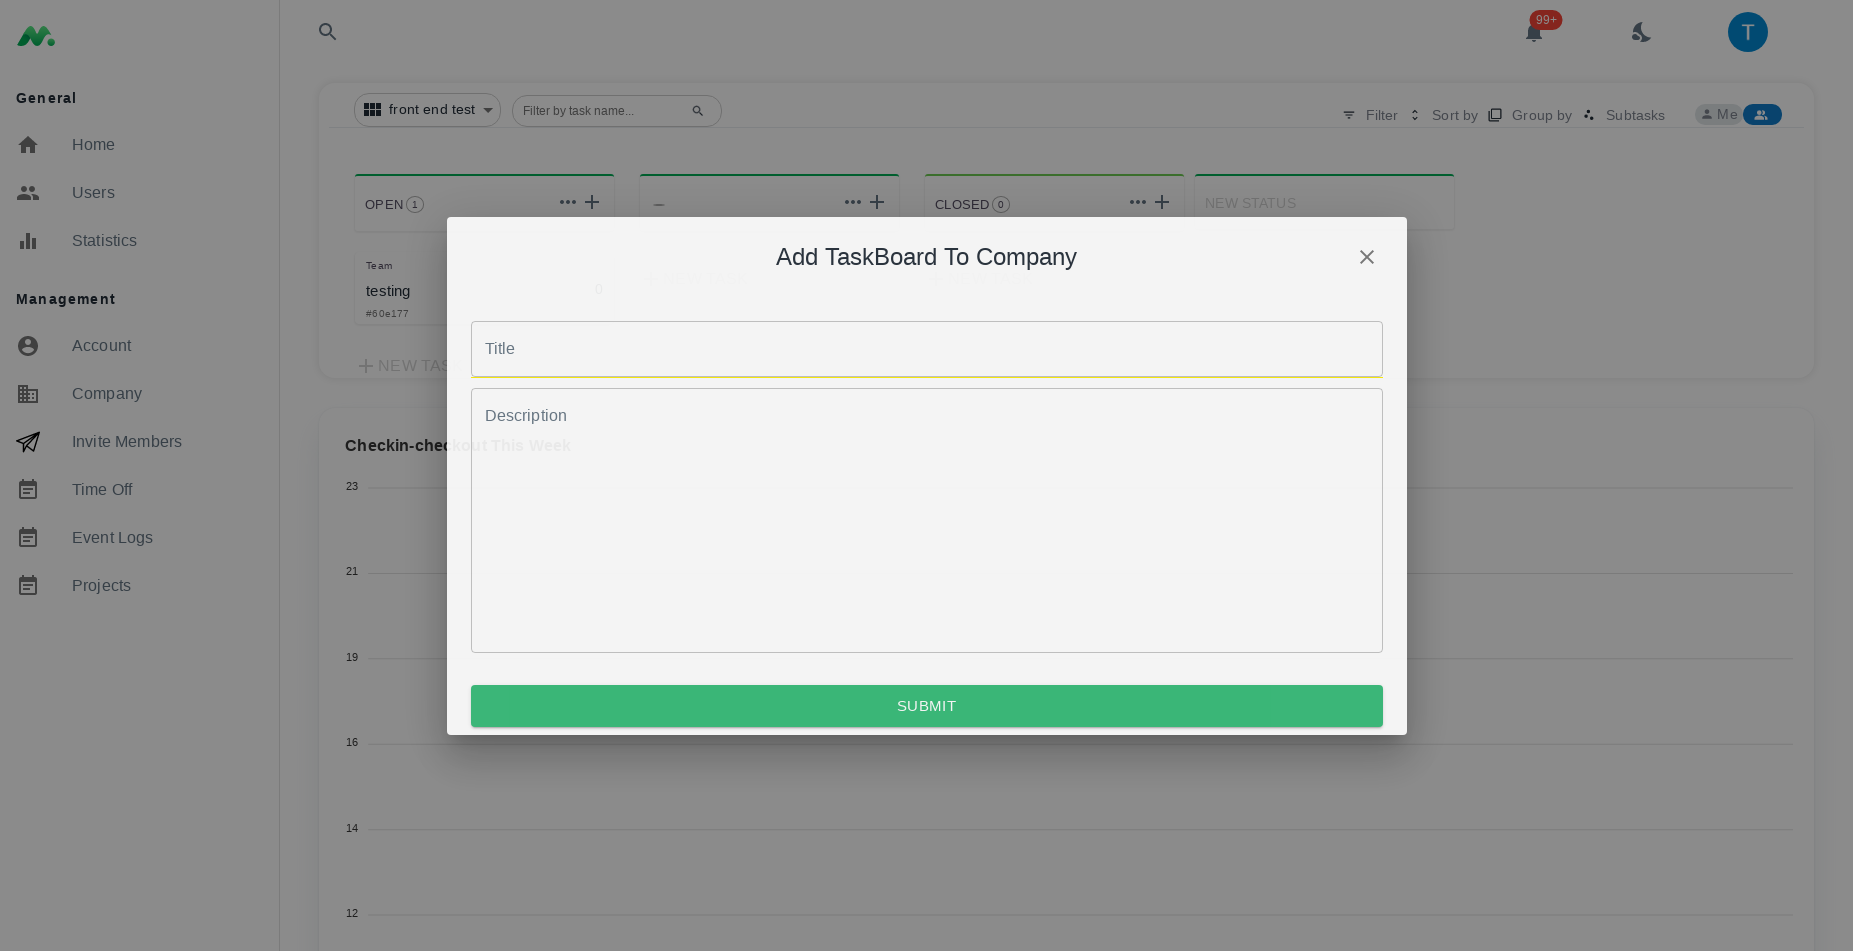 99+
T
General
Home
Users
Statistics
Management
Account
Company
Invite Members
Time Off
Event Logs
Projects
front end test
Filter by task name...
Filter
Sort by
Group by
Subtasks
Me
OPEN 1
CLOSED 0
NEW STATUS
Team
testing
#60e177
0
NEW TAS
Add TaskBoard To Company
Title
Description
SUBMIT
Checkin-checkout This Week
23
21
19
16
14
12